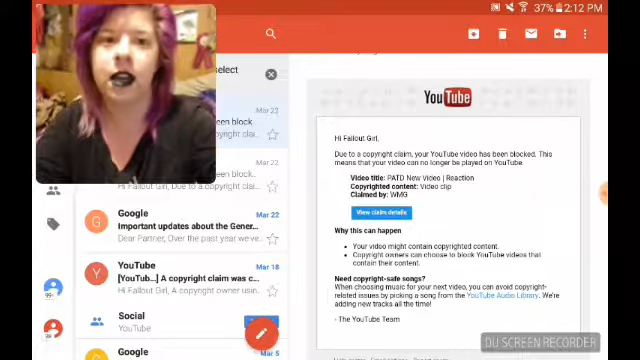 37% 2:12 PM
select
Mar 22
een block
opyright clai...
Mar 22
een block
Hi Fallout Girl, Due to a copyright cla...
Google
Mar 22
G
Important updates about the Gener...
Dear Partner, Over the past year we've...
YouTube
Mar 18
Y
[YouTub...] A copyright claim was c...
Hi Fallout Girl, A copyright owner usin...
Social
YouTube
99+
Google
Mar 5
You Tube
Hi Fallout Girl,
Due to a copyright claim, your YouTube video has been blocked. This
means that your video can no longer be played on YouTube.
Video title: PATD New Video | Reaction
Copyrighted content: Video clip
Claimed by: WMG
View claim details
Why this can happen
• Your video might contain copyrighted content.
• Copyright owners can choose to block YouTube videos that
contain their content.
Need copyright-safe songs?
When choosing music for your next video, you can avoid copyright-
related issues by picking a song from the YouTube Audio Library. We're
adding new tracks all the time!
- The YouTube Team
DU SCREEN RECORDER